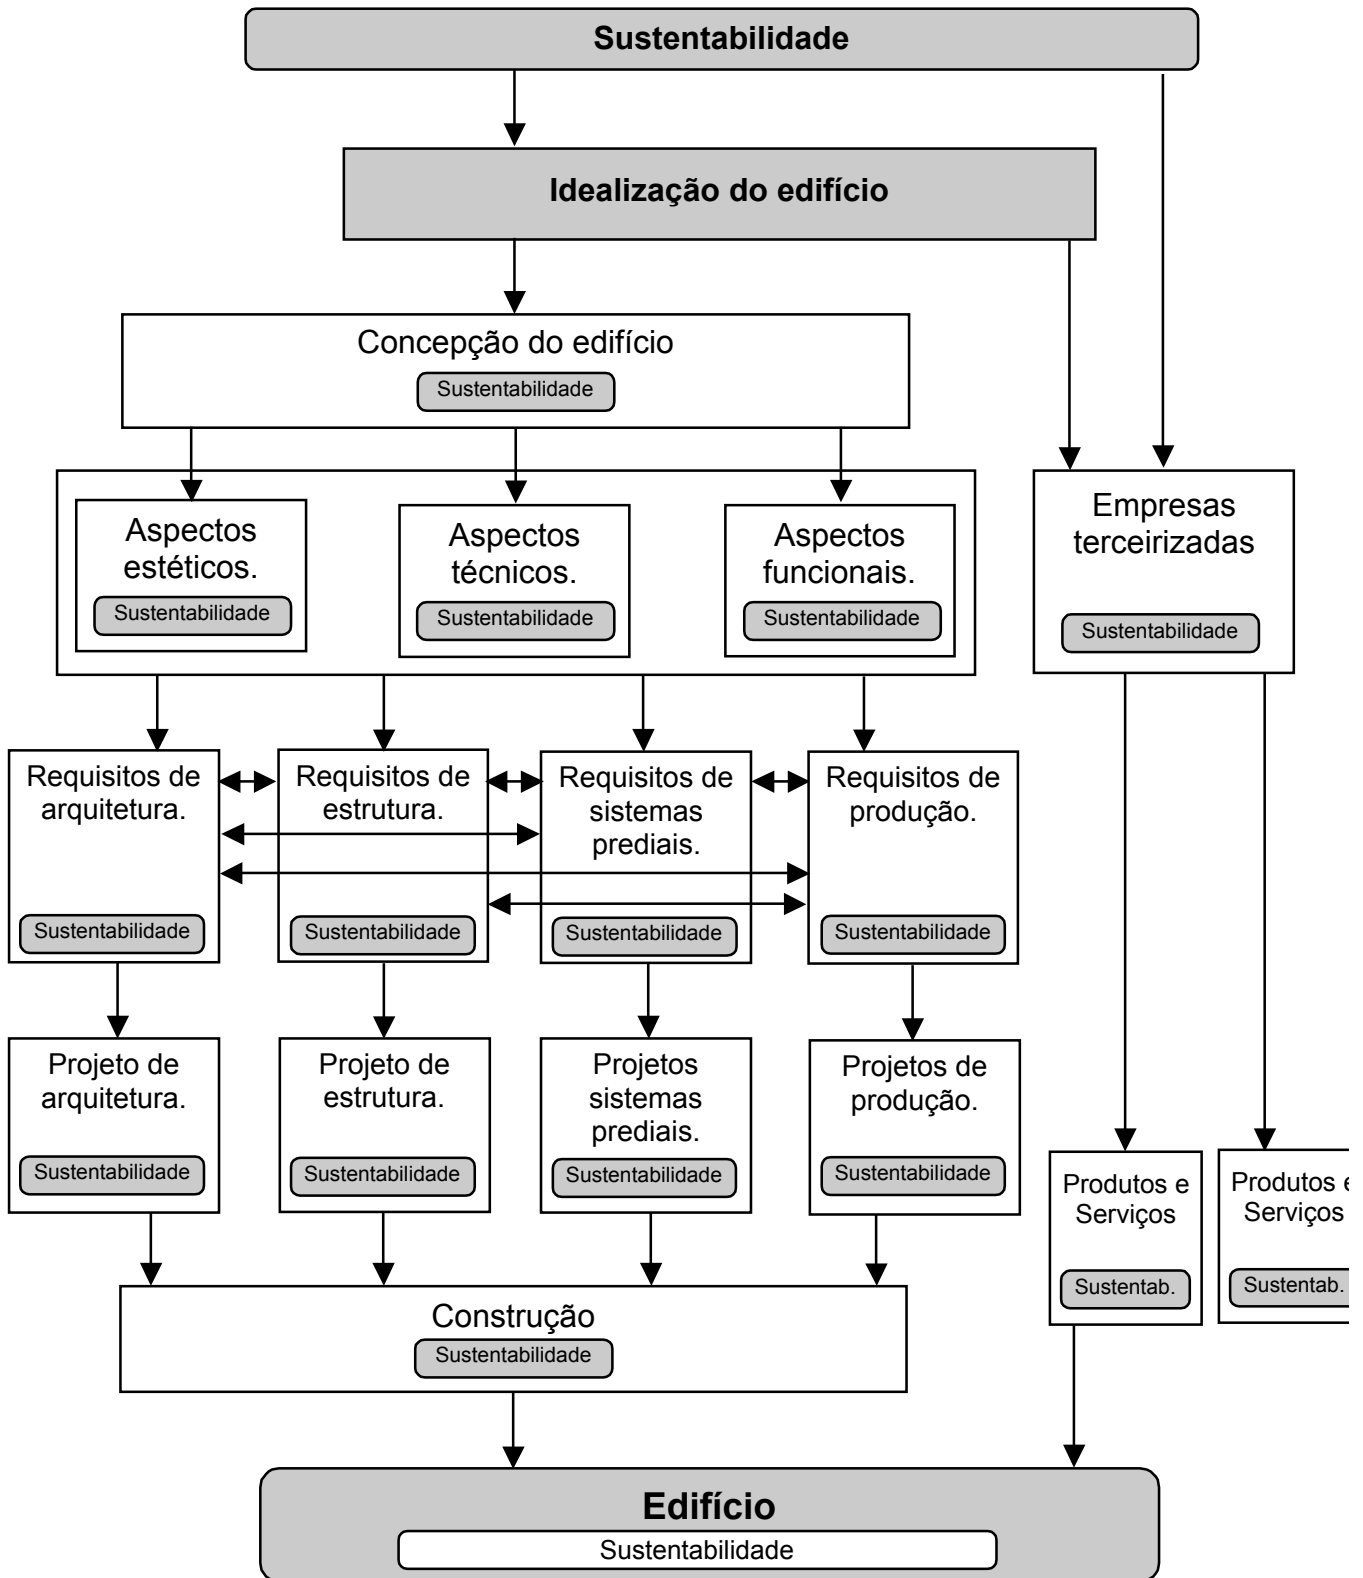 Sustentabilidade
Idealização do edifício
Concepção do edifício
Sustentabilidade
Aspectos
estéticos.
Sustentabilidade
Aspectos
técnicos.
Sustentabilidade
Aspectos
funcionais.
Sustentabilidade
Empresas
terceirizadas
Sustentabilidade
Requisitos de
arquitetura.
Sustentabilidade
Requisitos de
estrutura.
Sustentabilidade
Requisitos de
sistemas
prediais.
Sustentabilidade
Requisitos de
produção.
Sustentabilidade
Projeto de
arquitetura.
Sustentabilidade
Projeto de
estrutura.
Sustentabilidade
Projetos
sistemas
prediais.
Sustentabilidade
Projetos de
produção.
Sustentabilidade
Produtos e
Serviços
Sustentab.
Produtos e
Serviços
Sustentab.
Construção
Sustentabilidade
Edifício
Sustentabilidade